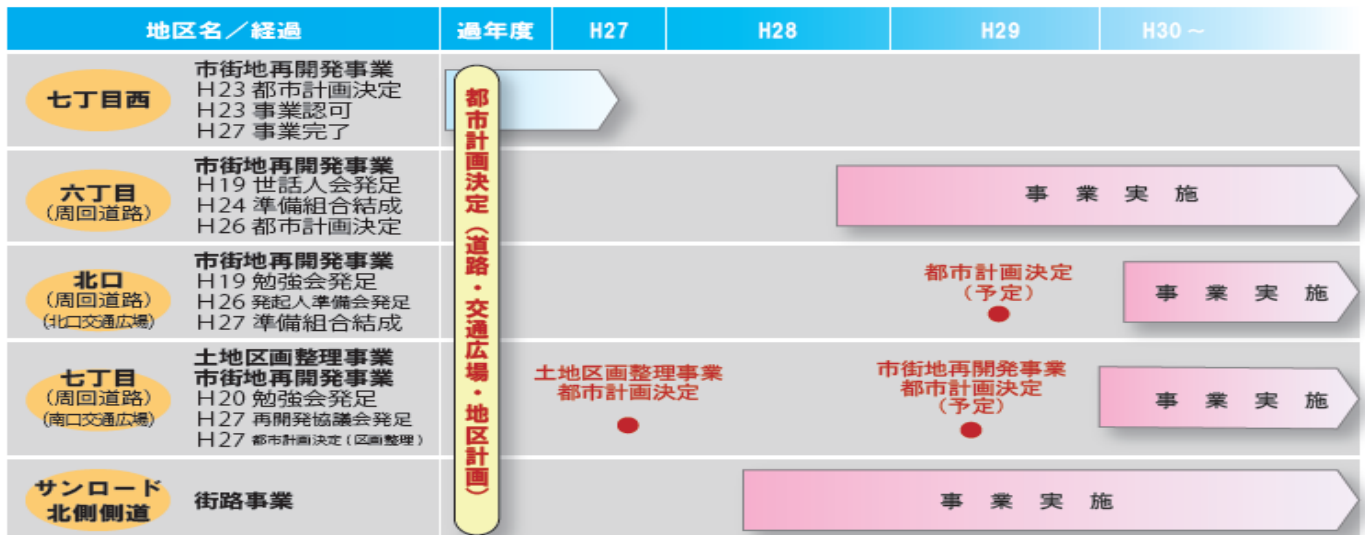 地区名／経過 過年度 H27 H28 H29 H30～
都市計画決定（道路・交通広場・地区計画）
七丁目西
市街地再開発事業
H23 都市計画決定
H23 事業認可
H27 事業完了
六丁目
（周回道路）
市街地再開発事業
H19 世話人会発足
H24 準備組合結成
H26 都市計画決定
事業実施
北口
（周回道路）
（北口交通広場）
市街地再開発事業
H19 勉強会発足
H26 発起人準備会発足
H27 準備組合結成
都市計画決定
（予定）
事業実施
七丁目
（周回道路）
（南口交通広場）
土地区画整理事業
市街地再開発事業
H20 勉強会発足
H27 再開発協議会発足
H27 都市計画決定（区画整理）
土地区画整理事業
都市計画決定
市街地再開発事業
都市計画決定
（予定）
事業実施
サンロード
北側側道
街路事業
事業実施